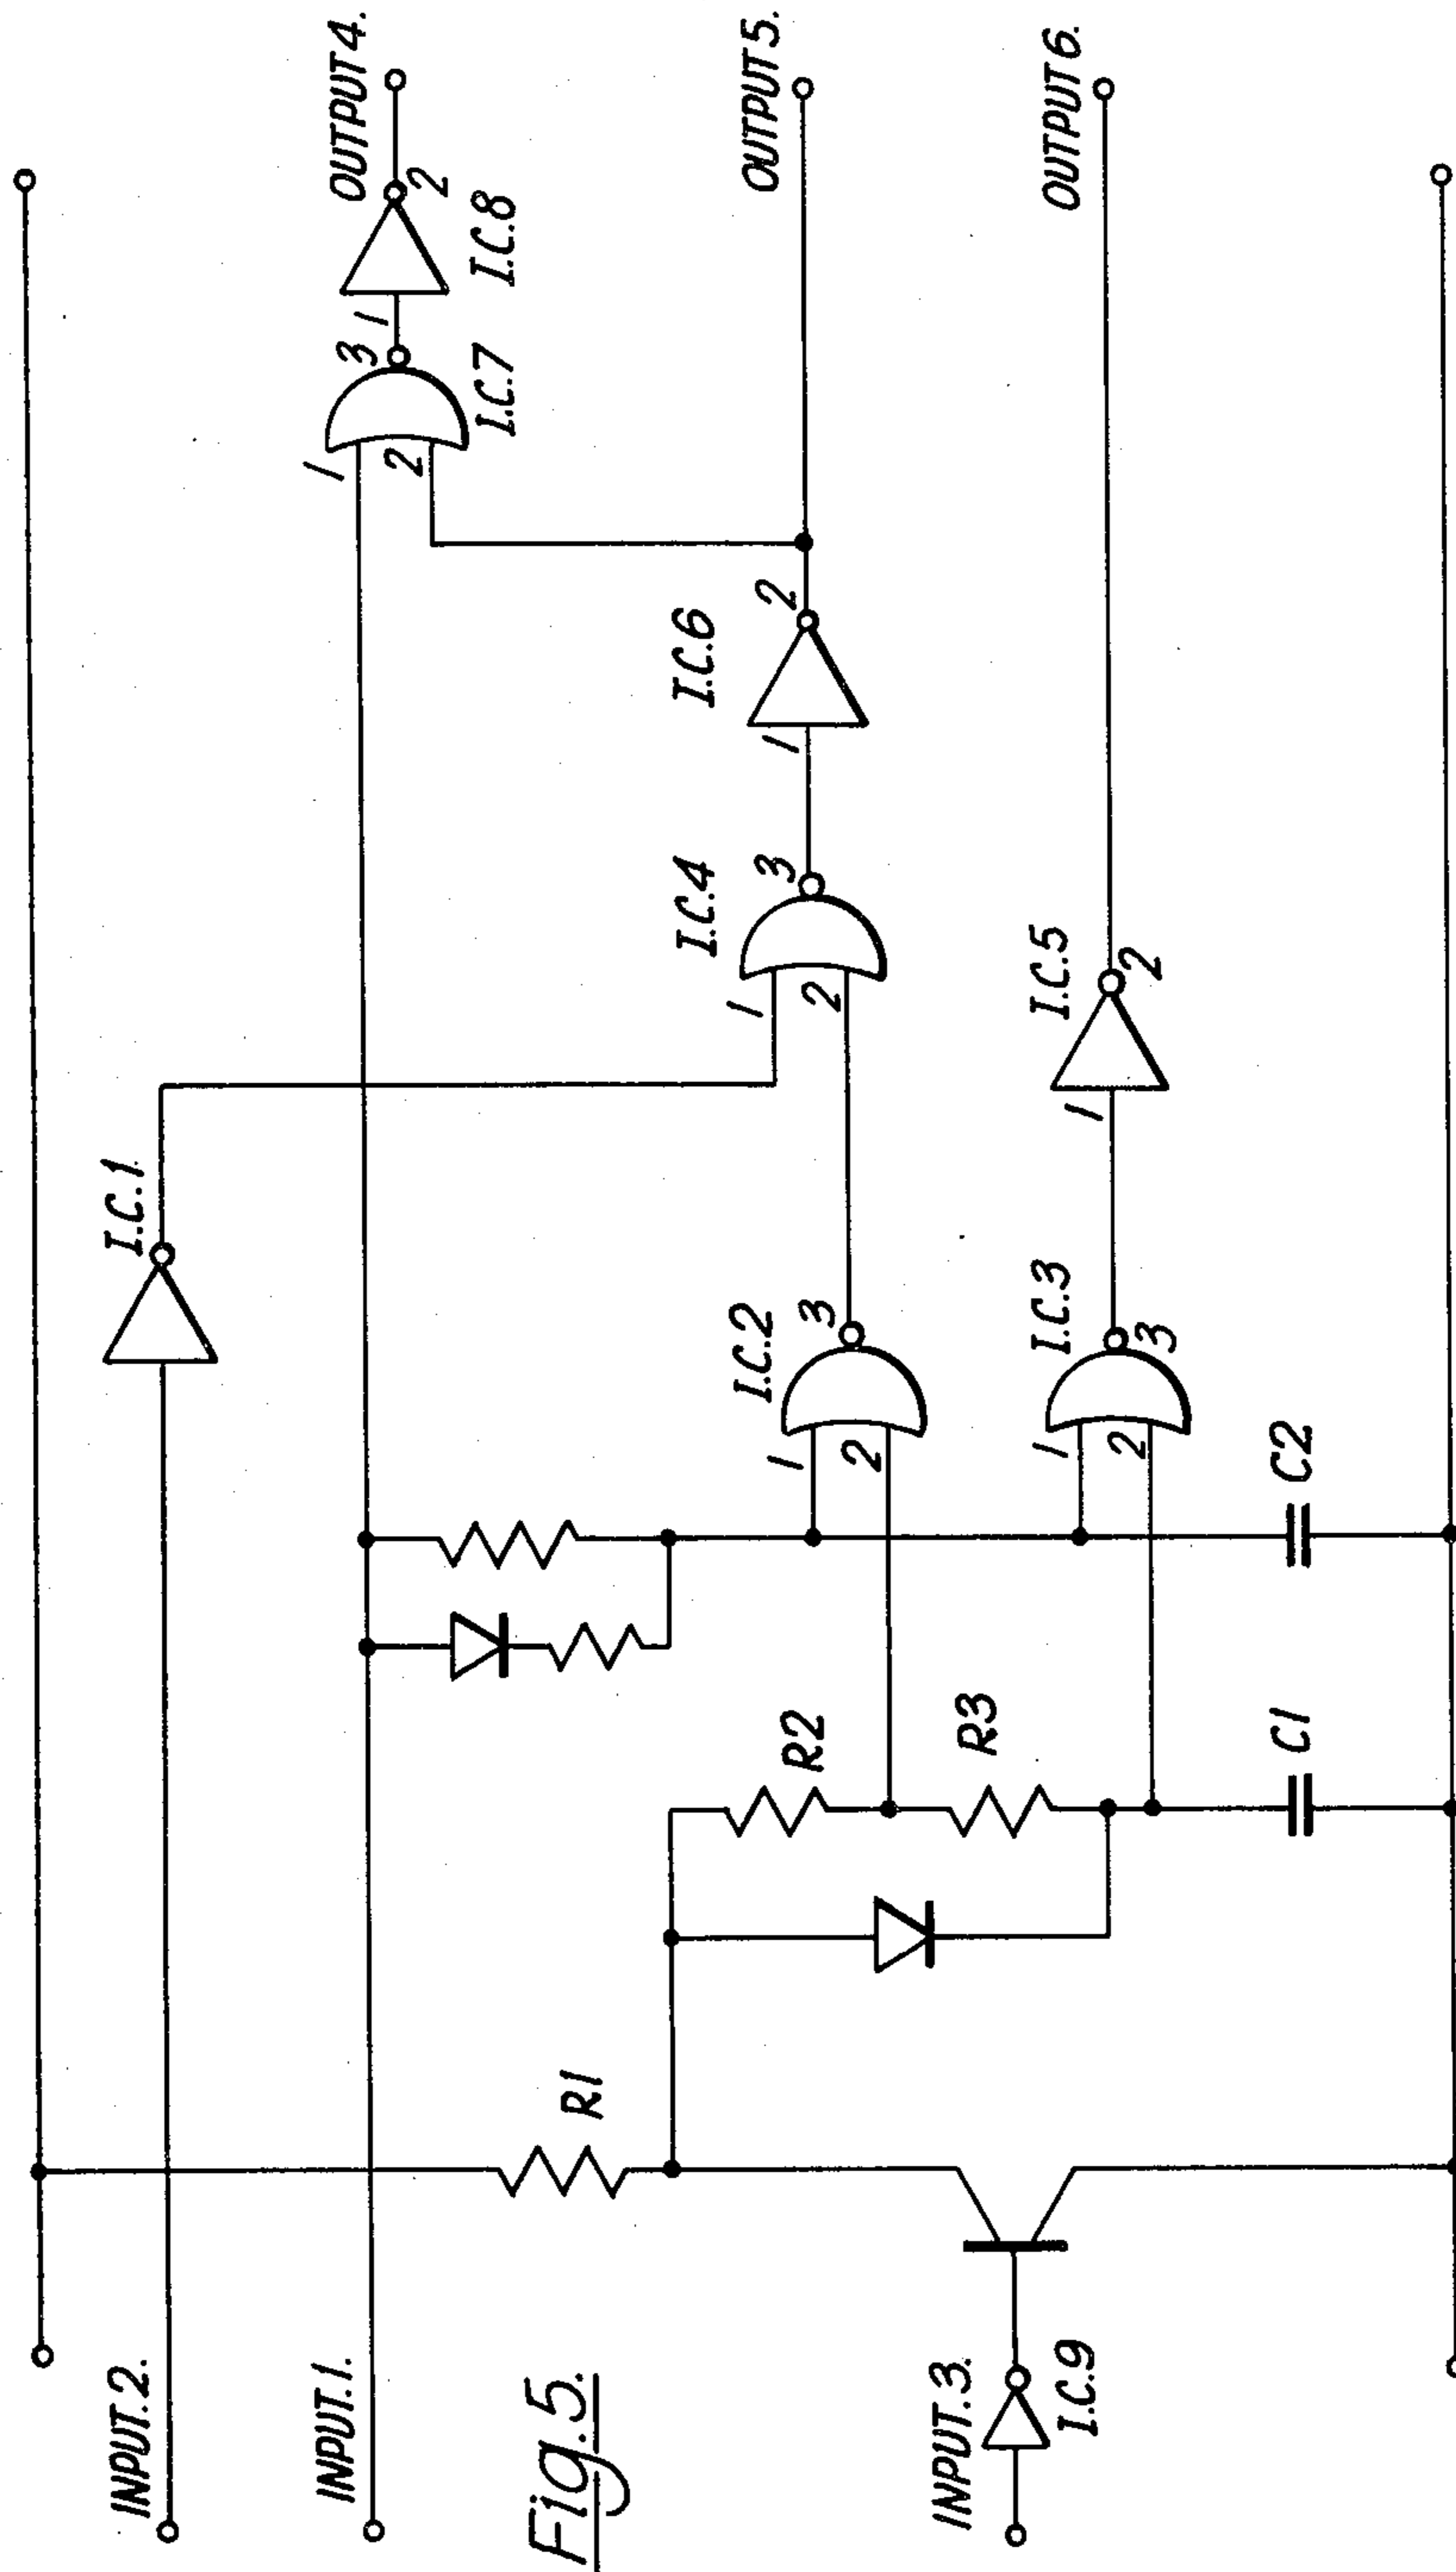 INPUT.2.
INPUT.1.
Fig.5.
INPUT.3.
I.C.9
R1
R2
R3
C1
C2
I.C.1
1
2
3
I.C.2
1
2
3
I.C.3
1
2
3
I.C.4
1
2
I.C.5
1
2
I.C.6
1
2
3
I.C.7
1
2
I.C.8
OUTPUT 4.
OUTPUT 5.
OUTPUT 6.